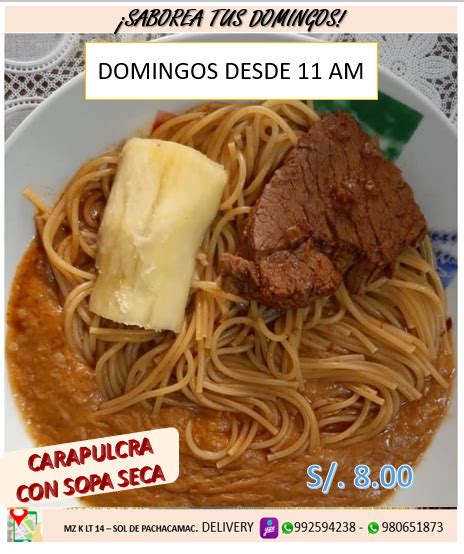 ¡SABOREA TUS DOMINGOS!
DOMINGOS DESDE 11 AM
CARAPULCRA
CON SOPA SECA
S/. 8.00
MZ K LT 14 – SOL DE PACHACAMAC. DELIVERY 992594238 - 980651873